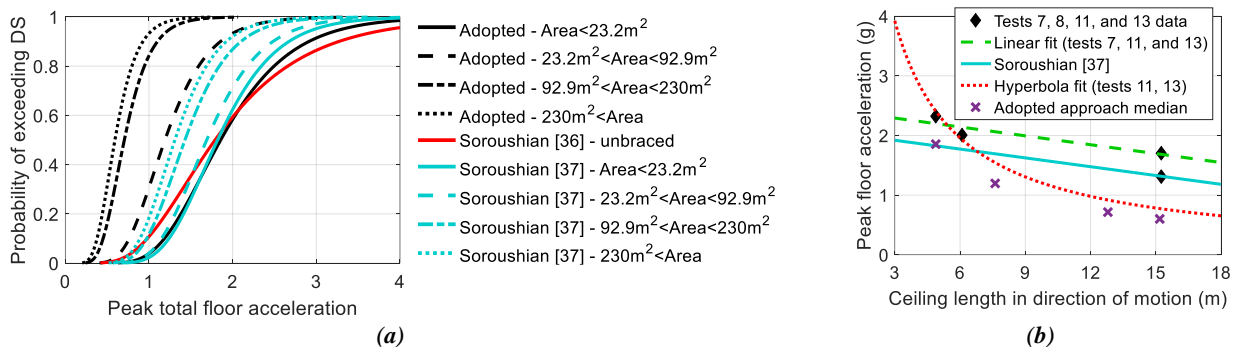 Probability of exceeding DS
1
0.8
0.6
0.4
0.2
0
0
1
2
3
4
Peak total floor acceleration
(a)
Adopted - Area<23.2m²
Adopted - 23.2m²<Area<92.9m²
Adopted - 92.9m²<Area<230m²
Adopted - 230m²<Area
Soroushian [36] - unbraced
Soroushian [37] - Area<23.2m²
Soroushian [37] - 23.2m²<Area<92.9m²
Soroushian [37] - 92.9m²<Area<230m²
Soroushian [37] - 230m²<Area
Peak floor acceleration (g)
4
3
2
1
0
3
6
9
12
15
18
Ceiling length in direction of motion (m)
(b)
Tests 7, 8, 11, and 13 data
Linear fit (tests 7, 11, and 13)
Soroushian [37]
Hyperbola fit (tests 11, 13)
Adopted approach median